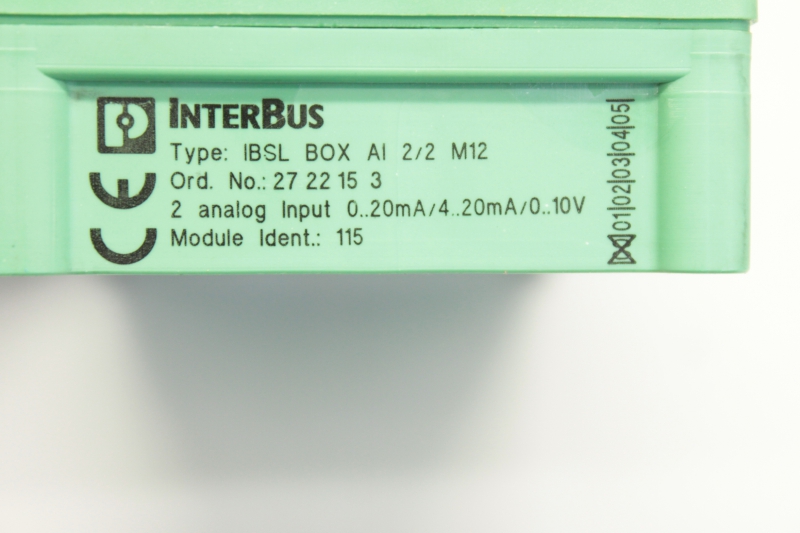 INTERBUS
Type: IBSL BOX AI 2/2 M12
Ord. No.: 27 22 15 3
2 analog Input 0..20mA/4..20mA/0..10V
Module Ident.: 115
CE
01|02|03|04|05|